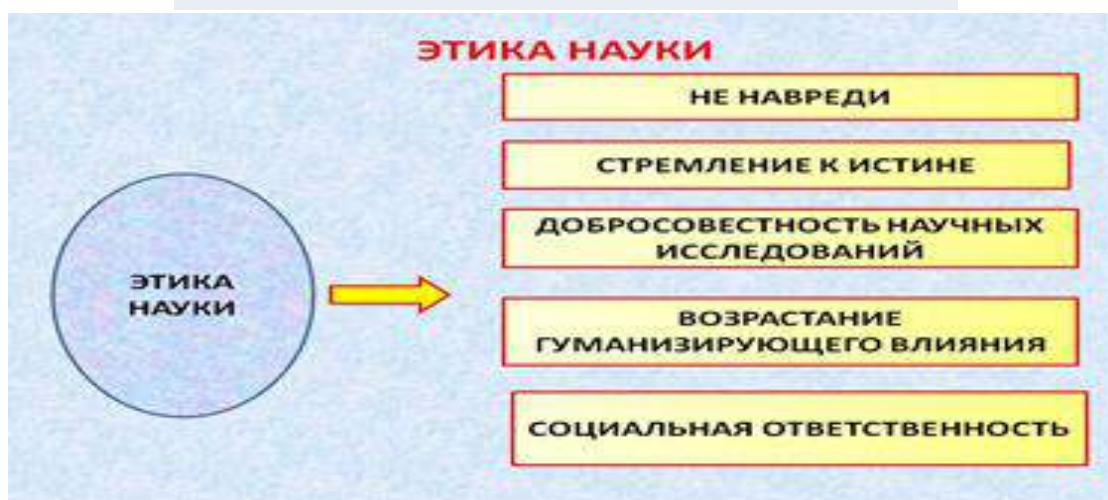 ЭТИКА НАУКИ
НЕ НАВРЕДИ
СТРЕМЛЕНИЕ К ИСТИНЕ
ДОБРОСОВЕСТНОСТЬ НАУЧНЫХ
ИССЛЕДОВАНИЙ
ЭТИКА
НАУКИ
ВОЗРАСТАНИЕ
ГУМАНИЗИРУЮЩЕГО ВЛИЯНИЯ
СОЦИАЛЬНАЯ ОТВЕТСТВЕННОСТЬ